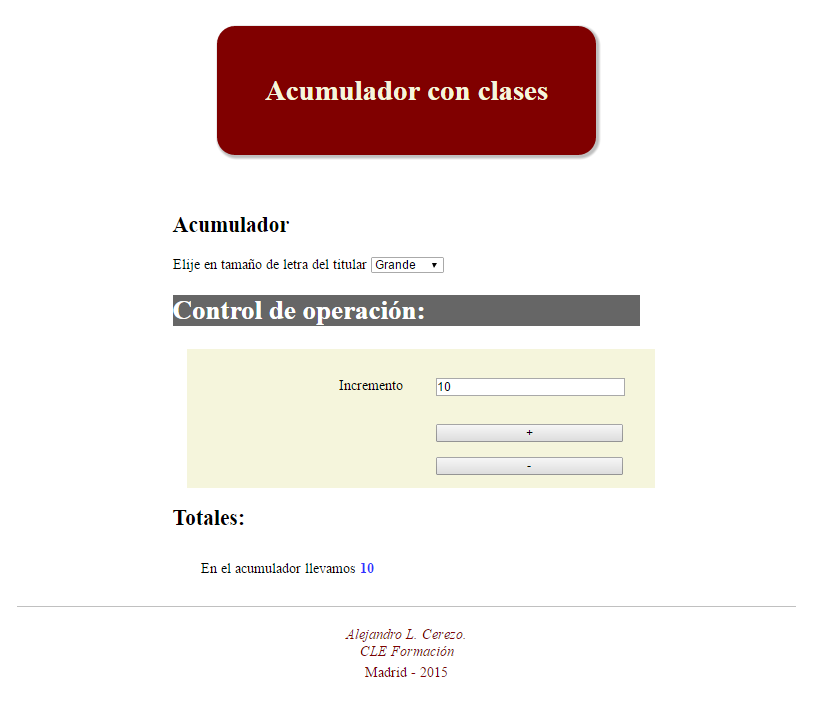 Acumulador con clases
Acumulador
Elije en tamaño de letra del titular Grande
Control de operación:
Incremento 10
+
-
Totales:
En el acumulador llevamos 10
Alejandro L. Cerezo.
CLE Formación
Madrid - 2015